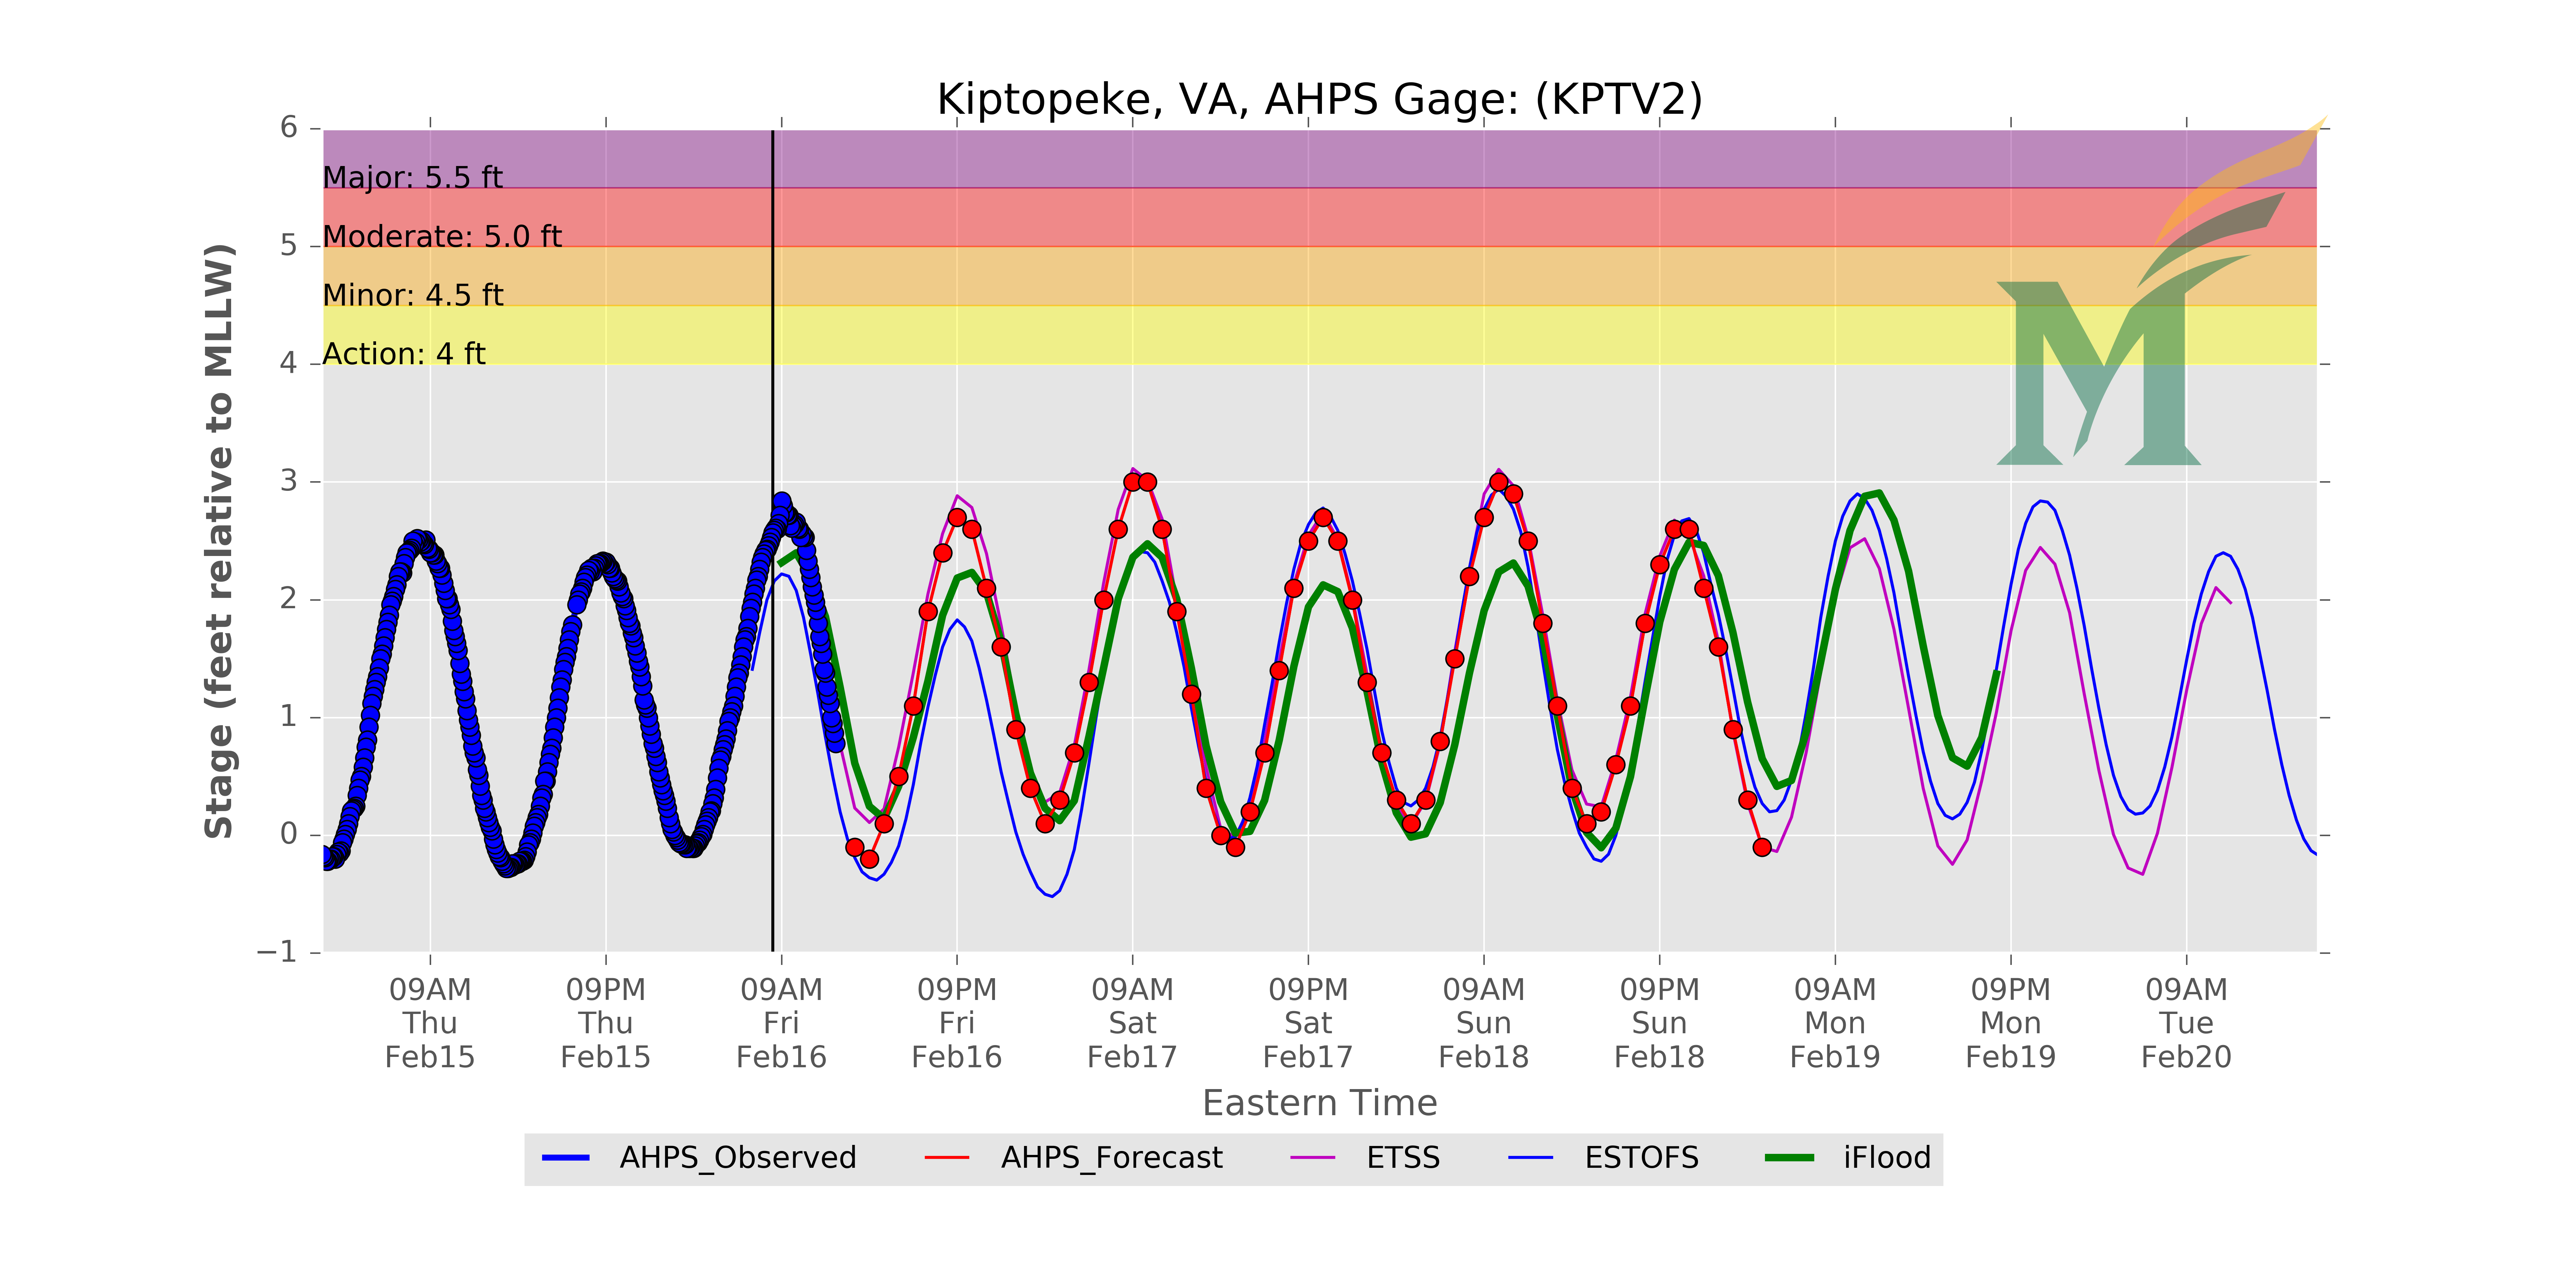 Kiptopeke, VA, AHPS Gage: (KPTV2)
Stage (feet relative to MLLW)
6
5
4
3
2
1
0
−1
Major: 5.5 ft
Moderate: 5.0 ft
Minor: 4.5 ft
Action: 4 ft
M
09AM 09PM 09AM 09PM 09AM 09PM 09AM 09PM 09AM 09PM 09AM
Thu Thu Fri Fri Sat Sat Sun Sun Mon Mon Tue
Feb15 Feb15 Feb16 Feb16 Feb17 Feb17 Feb18 Feb18 Feb19 Feb19 Feb20
Eastern Time
AHPS_Observed AHPS_Forecast ETSS ESTOFS iFlood